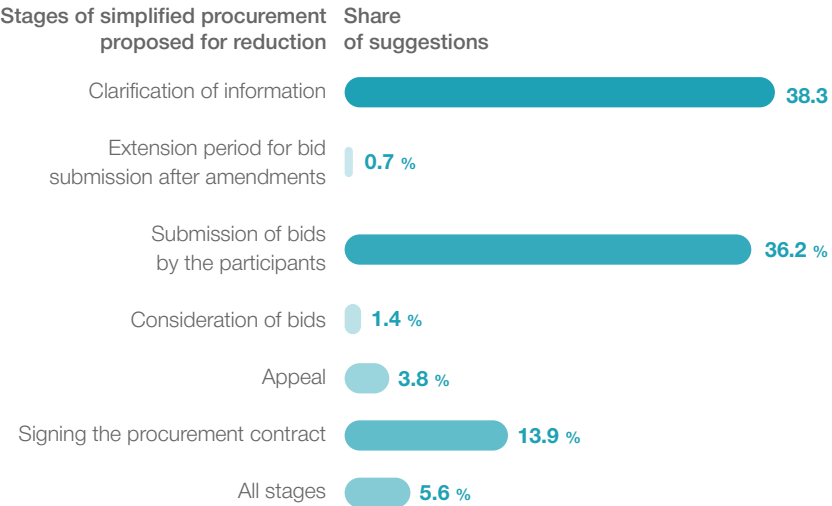 Stages of simplified procurement
proposed for reduction
Share
of suggestions
Clarification of information
38.3
Extension period for bid
submission after amendments
0.7 %
Submission of bids
by the participants
36.2 %
Consideration of bids
1.4 %
Appeal
3.8 %
Signing the procurement contract
13.9 %
All stages
5.6 %